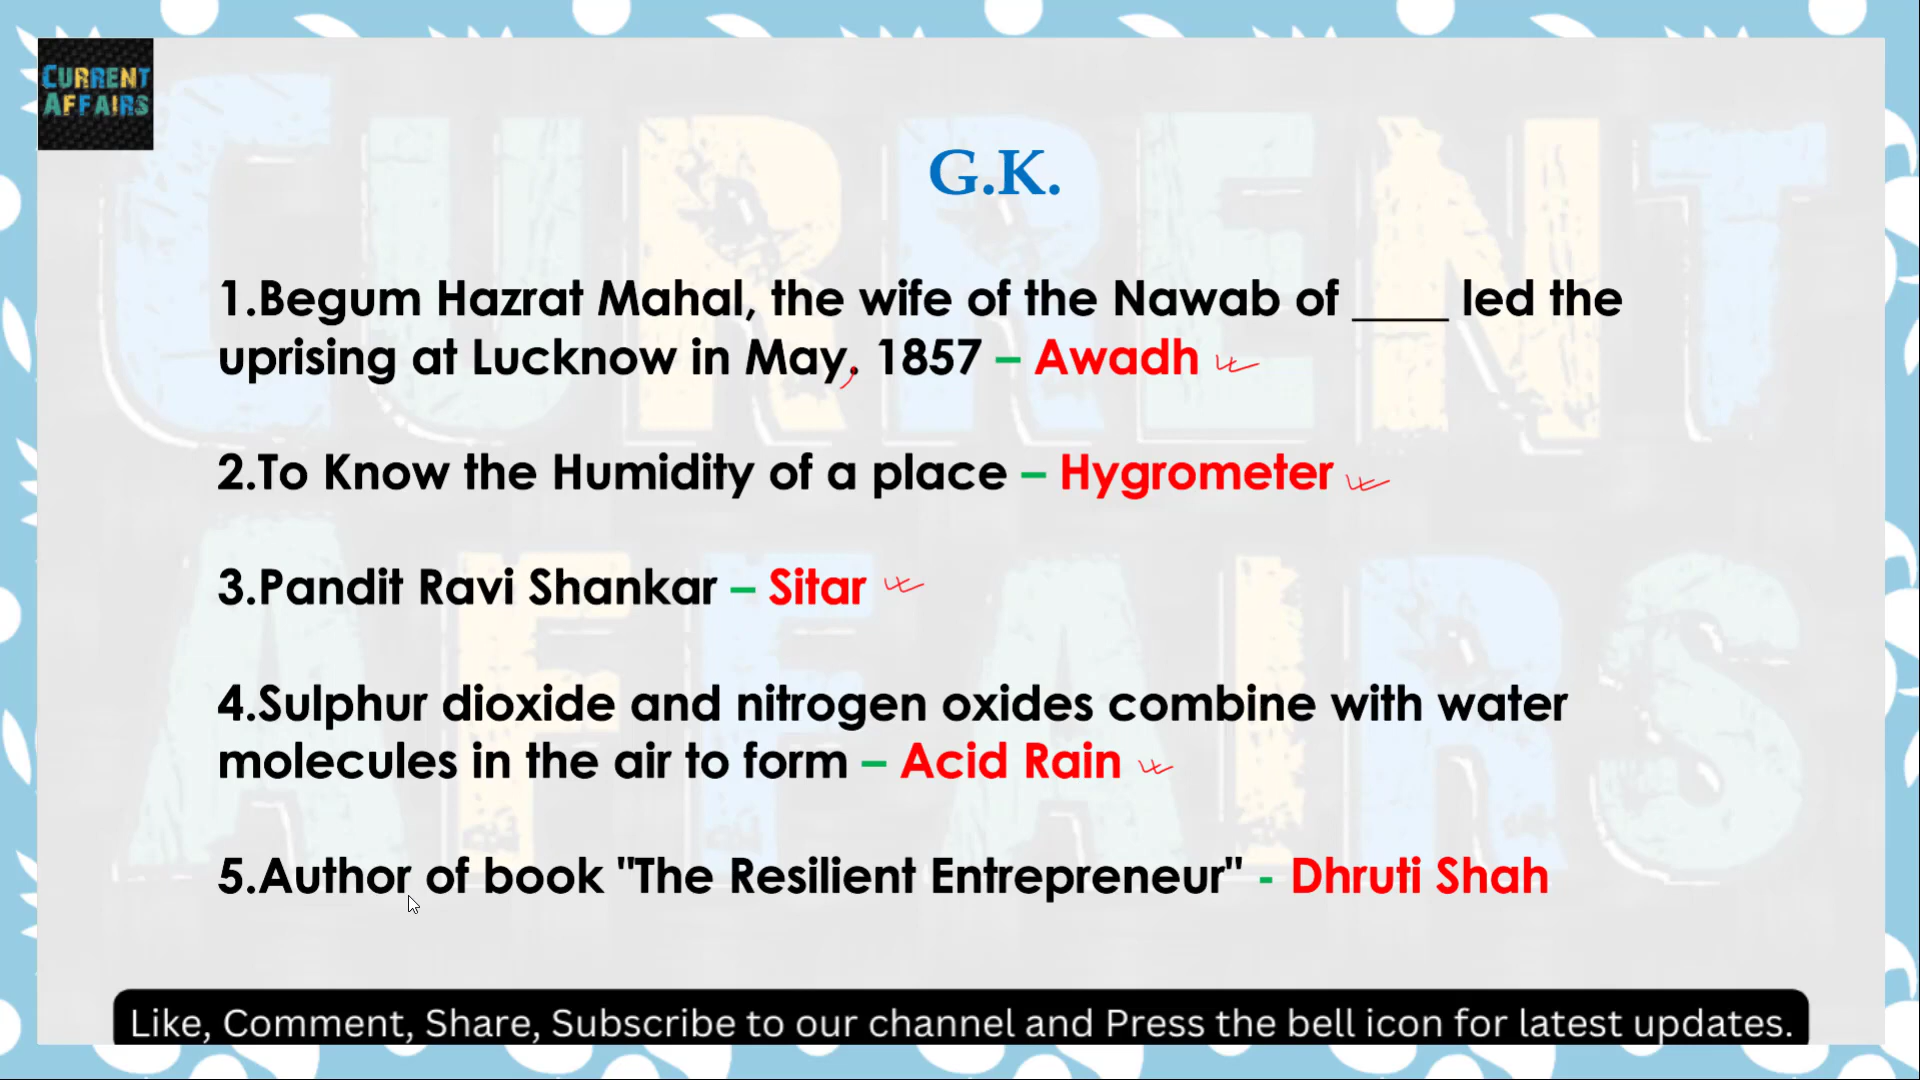 CURRENT
AFFAIRS
G.K.
1.Begum Hazrat Mahal, the wife of the Nawab of ____ led the
uprising at Lucknow in May, 1857 – Awadh
2.To Know the Humidity of a place – Hygrometer
3.Pandit Ravi Shankar – Sitar
4.Sulphur dioxide and nitrogen oxides combine with water
molecules in the air to form – Acid Rain
5.Author of book "The Resilient Entrepreneur" - Dhruti Shah
Like, Comment, Share, Subscribe to our channel and Press the bell icon for latest updates.